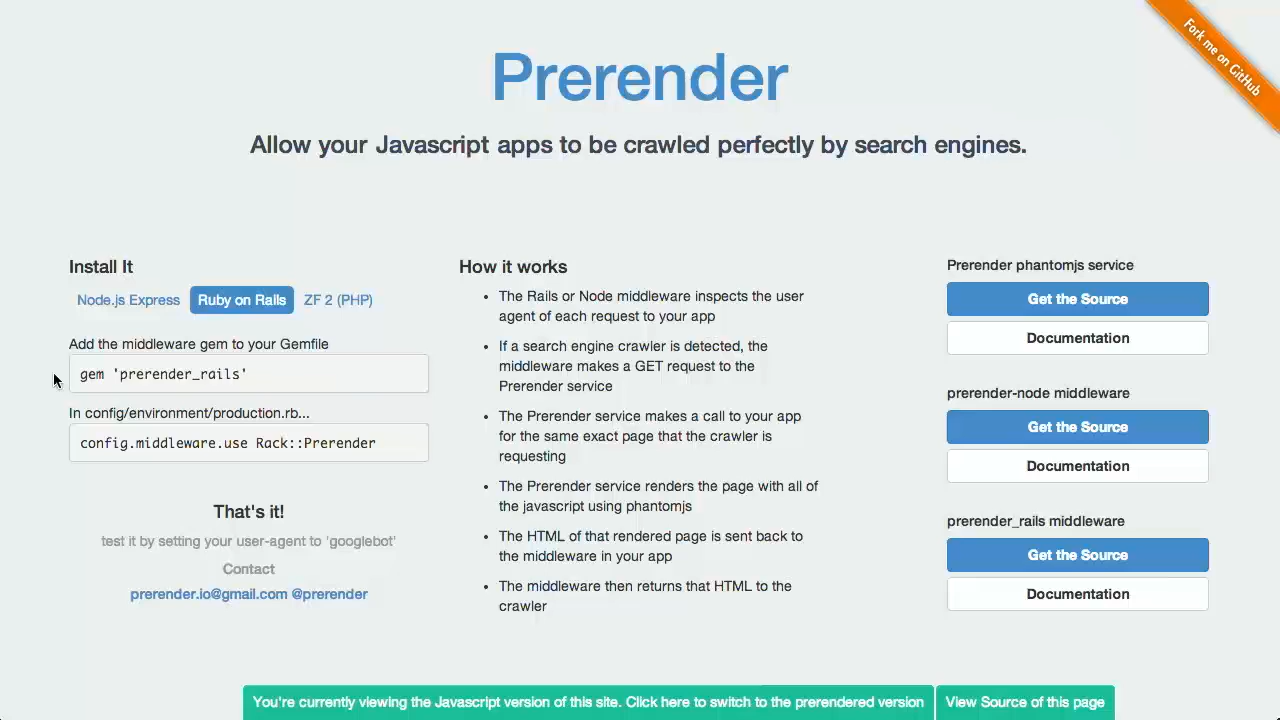 Fork me on GitHub
Prerender
Allow your Javascript apps to be crawled perfectly by search engines.
Install It
Node.js Express
Ruby on Rails
ZF 2 (PHP)
Add the middleware gem to your Gemfile
gem 'prerender_rails'
In config/environment/production.rb...
config.middleware.use Rack::Prerender
That's it!
test it by setting your user-agent to 'googlebot'
Contact
prerender.io@gmail.com @prerender
How it works
• The Rails or Node middleware inspects the user
agent of each request to your app
• If a search engine crawler is detected, the
middleware makes a GET request to the
Prerender service
• The Prerender service makes a call to your app
for the same exact page that the crawler is
requesting
• The Prerender service renders the page with all of
the javascript using phantomjs
• The HTML of that rendered page is sent back to
the middleware in your app
• The middleware then returns that HTML to the
crawler
Prerender phantomjs service
Get the Source
Documentation
prerender-node middleware
Get the Source
Documentation
prerender_rails middleware
Get the Source
Documentation
You're currently viewing the Javascript version of this site. Click here to switch to the prerendered version
View Source of this page